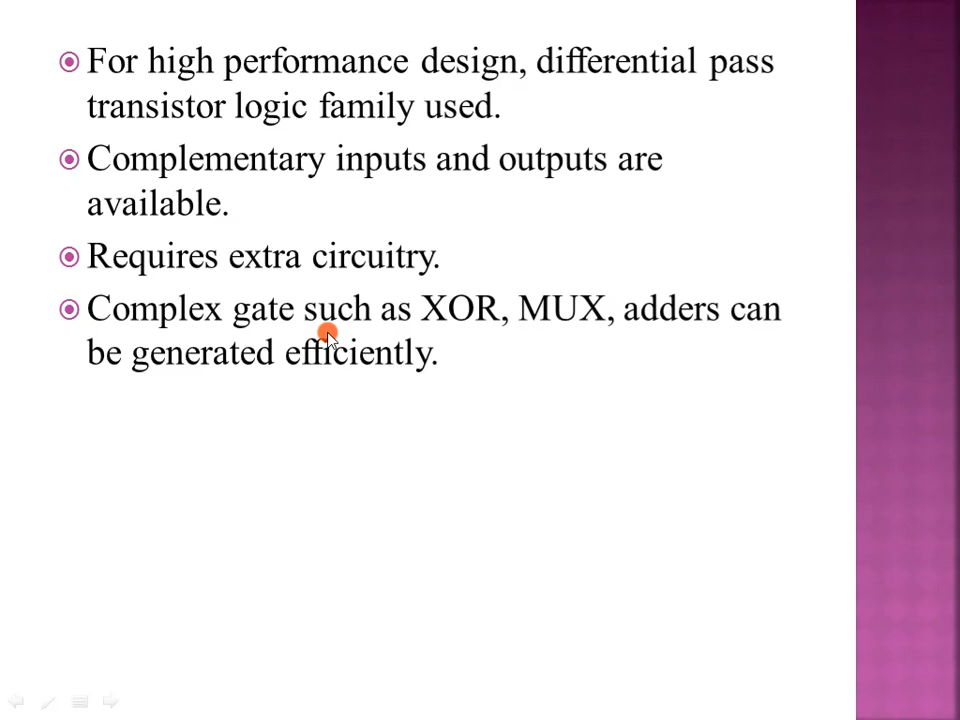 For high performance design, differential pass
transistor logic family used.
Complementary inputs and outputs are
available.
Requires extra circuitry.
Complex gate such as XOR, MUX, adders can
be generated efficiently.